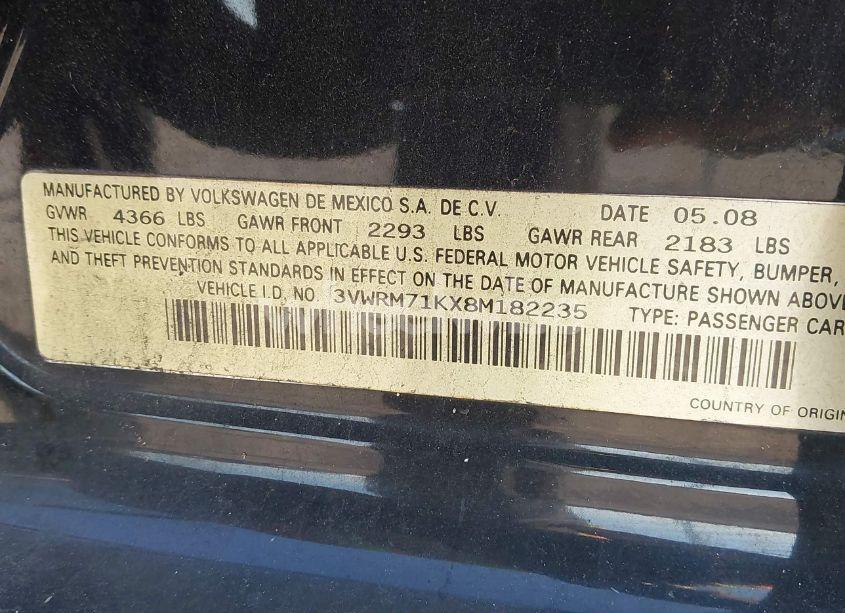 MANUFACTURED BY VOLKSWAGEN DE MEXICO S.A. DE C.V. DATE 05.08
GVWR 4366 LBS GAWR FRONT 2293 LBS GAWR REAR 2183 LBS
THIS VEHICLE CONFORMS TO ALL APPLICABLE U.S. FEDERAL MOTOR VEHICLE SAFETY, BUMPER,
AND THEFT PREVENTION STANDARDS IN EFFECT ON THE DATE OF MANUFACTURE SHOWN ABOVE
VEHICLE I.D. NO. 3VWRM71KX8M182235 TYPE: PASSENGER CAR
COUNTRY OF ORIGIN